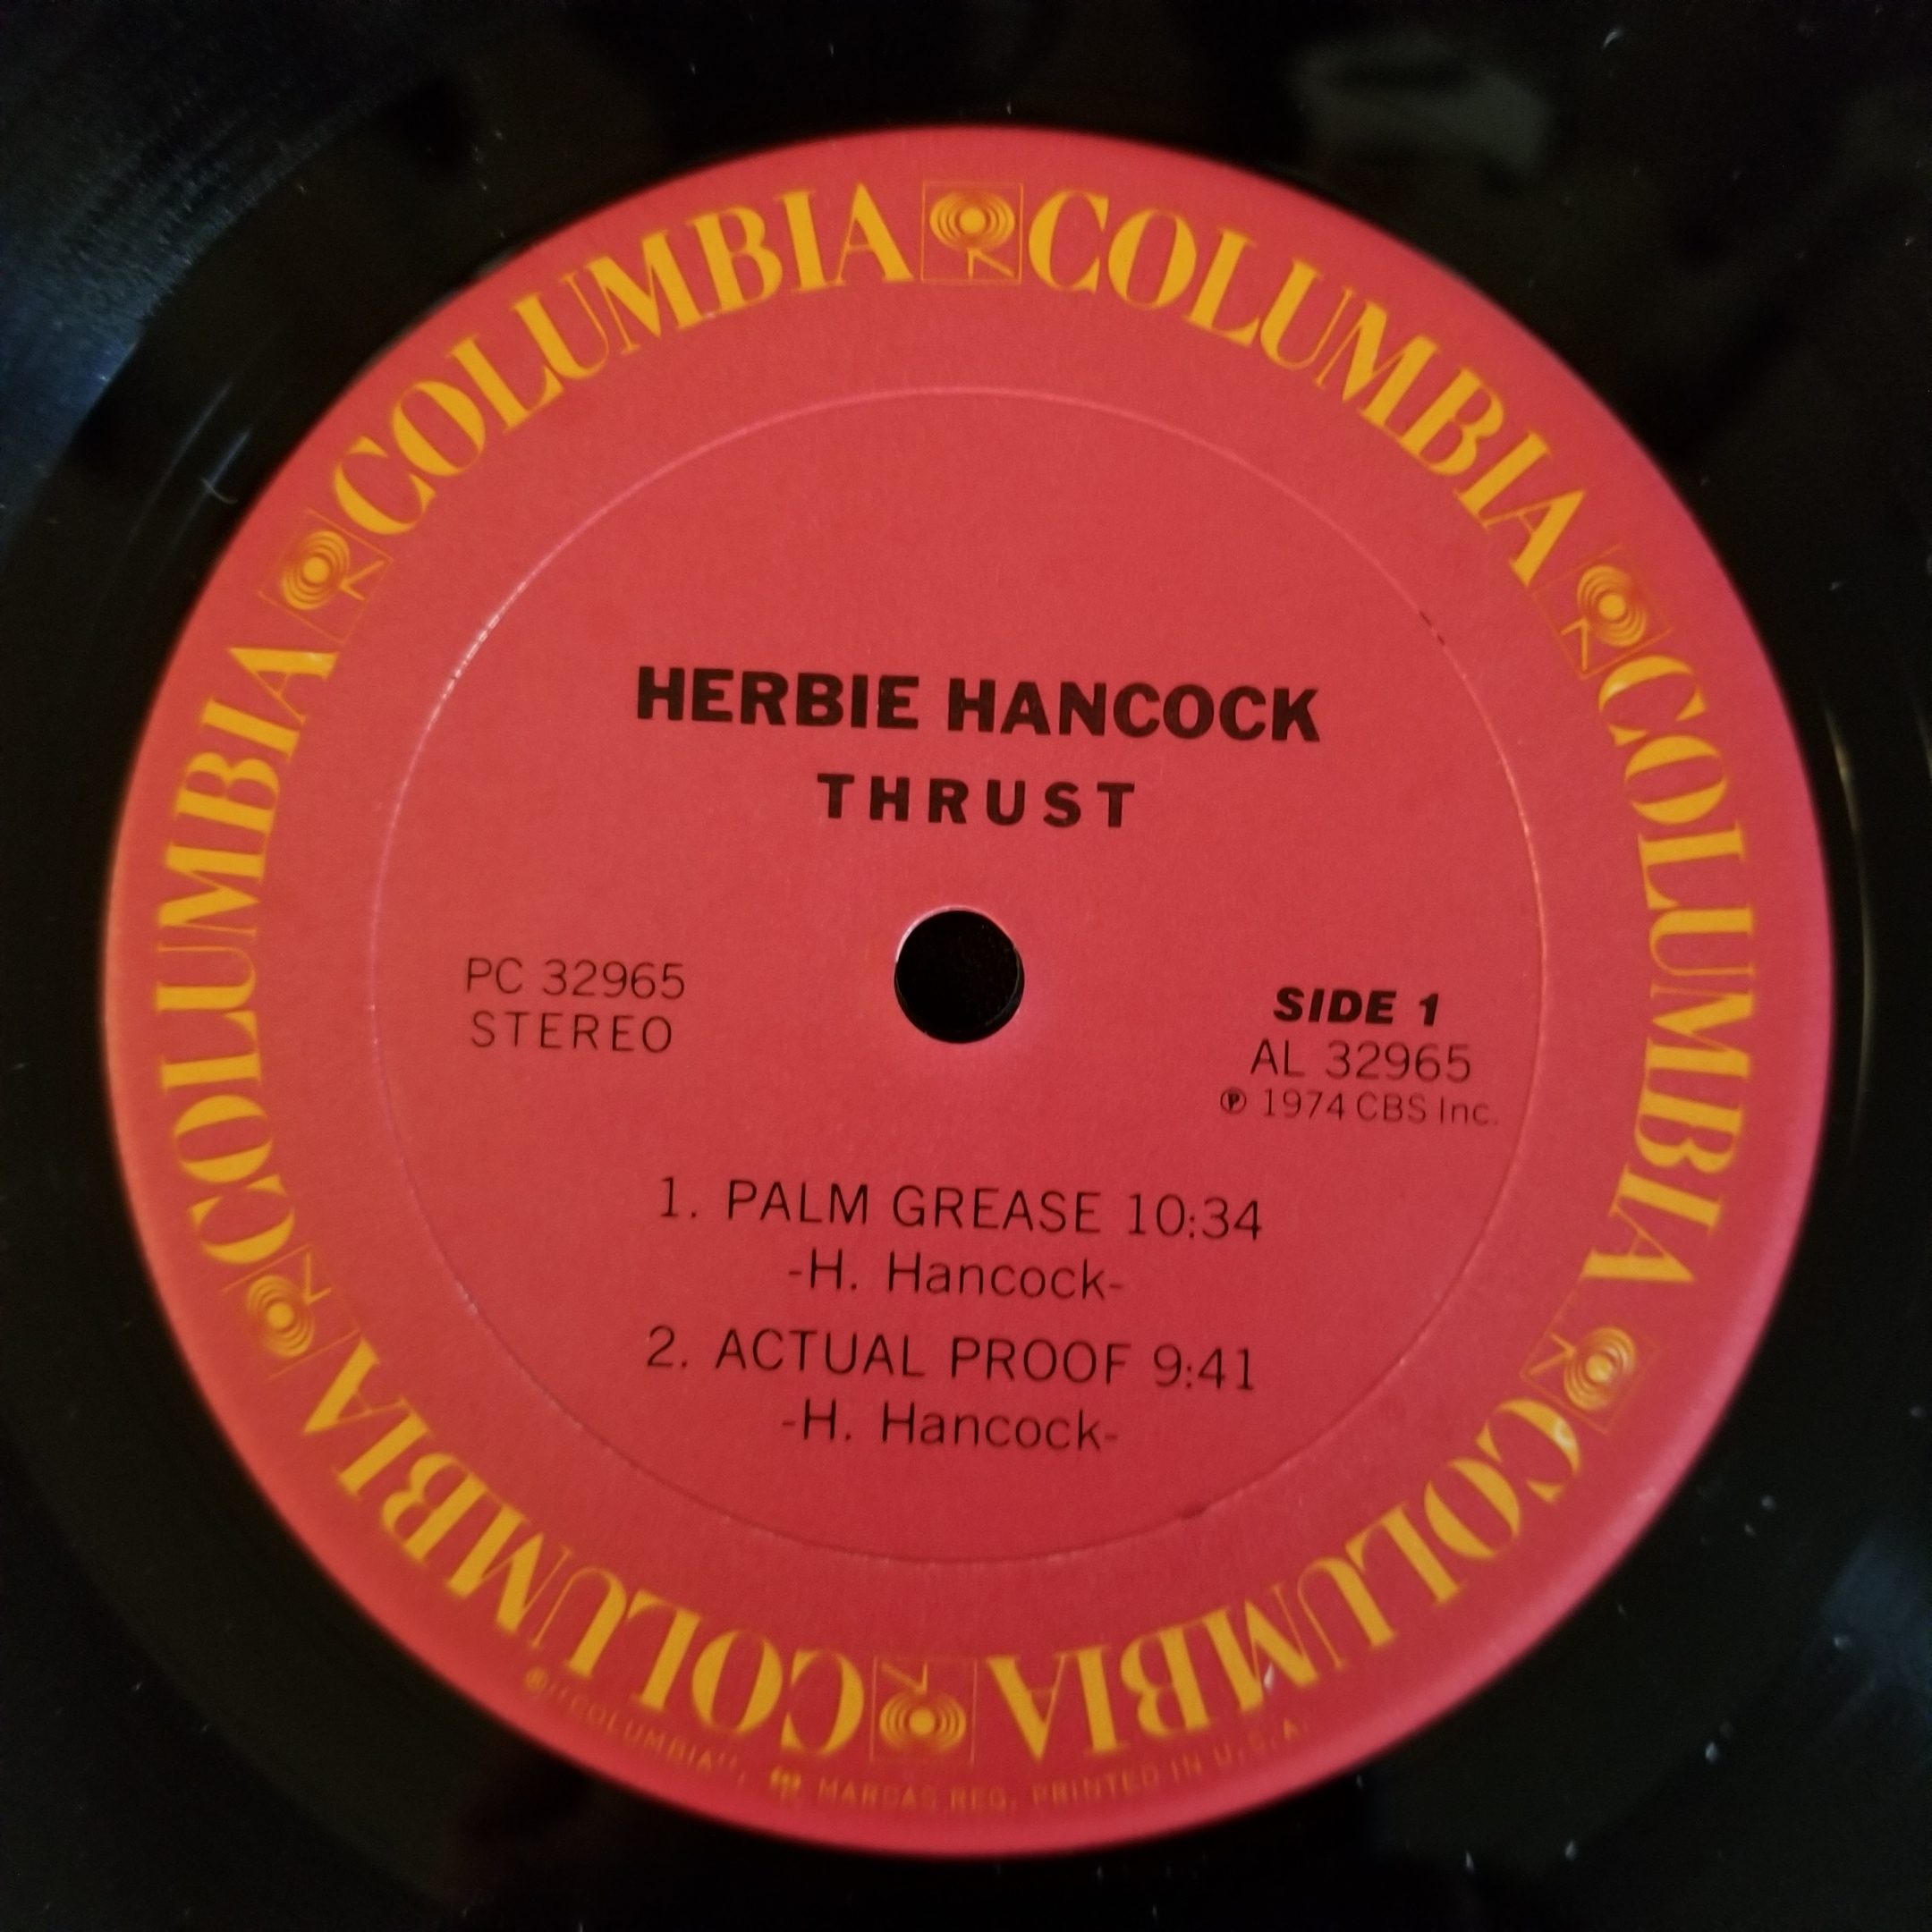 COLUMBIA COLUMBIA COLUMBIA COLUMBIA COLUMBIA COLUMBIA
HERBIE HANCOCK
THRUST
PC 32965
STEREO
SIDE 1
AL 32965
℗ 1974 CBS Inc.
1. PALM GREASE 10:34
-H. Hancock-
2. ACTUAL PROOF 9:41
-H. Hancock-
® "COLUMBIA", MARCAS REG. PRINTED IN U.S.A.